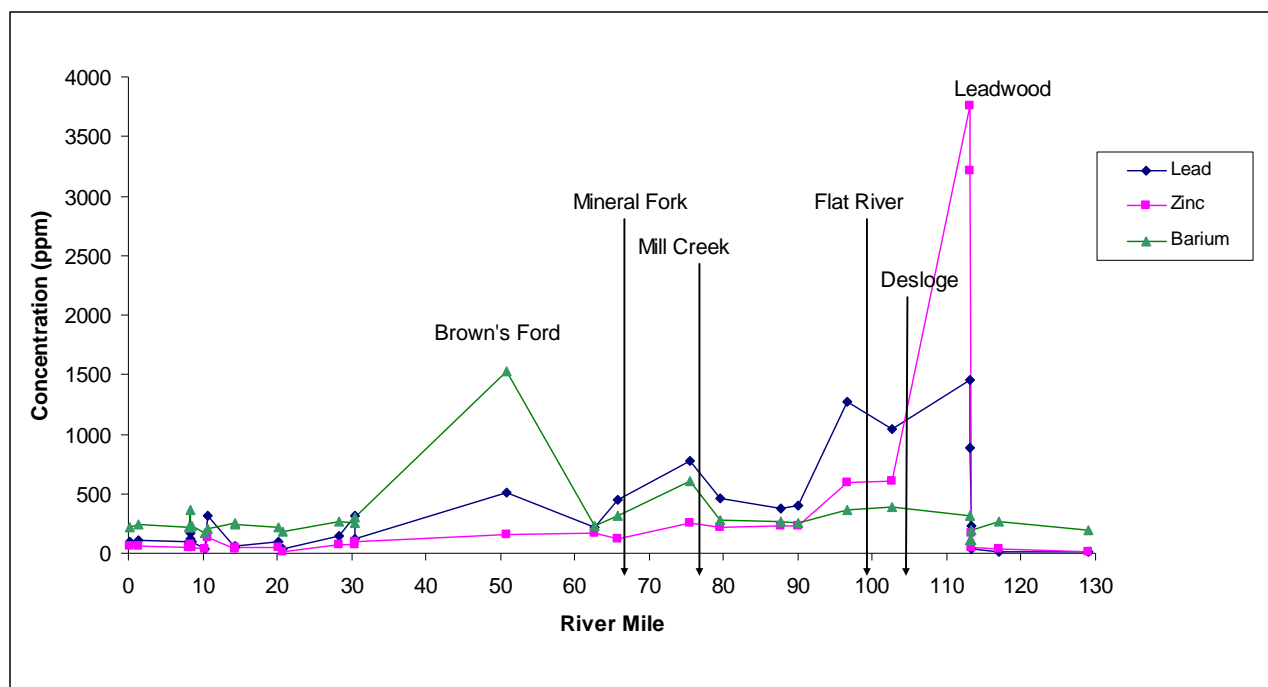 4000
3500
3000
2500
2000
1500
1000
500
0
Concentration (ppm)
Leadwood
Mineral Fork
Flat River
Mill Creek
Desloge
Brown's Ford
Lead
Zinc
Barium
0 10 20 30 40 50 60 70 80 90 100 110 120 130
River Mile